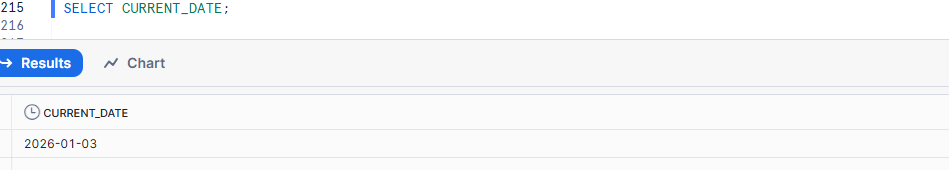 215 SELECT CURRENT_DATE;
216
Results Chart
CURRENT_DATE
2026-01-03